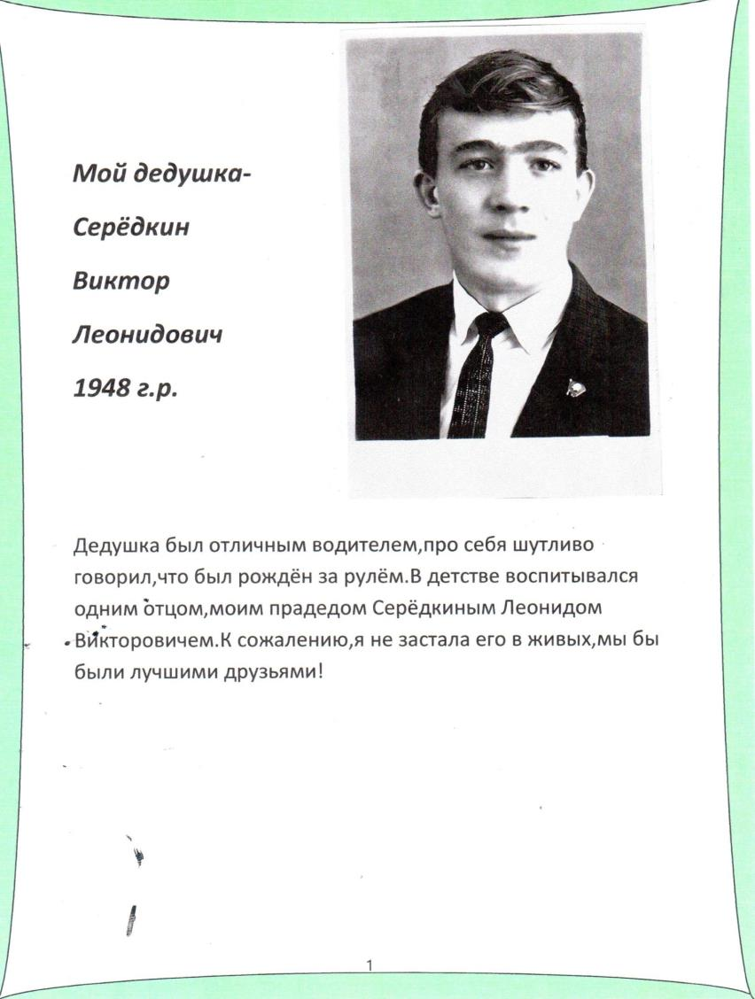 Мой дедушка-
Серёдкин
Виктор
Леонидович
1948 г.р.
Дедушка был отличным водителем,про себя шутливо
говорил,что был рождён за рулём.В детстве воспитывался
одним отцом,моим прадедом Серёдкиным Леонидом
Викторовичем.К сожалению,я не застала его в живых,мы бы
были лучшими друзьями!
1